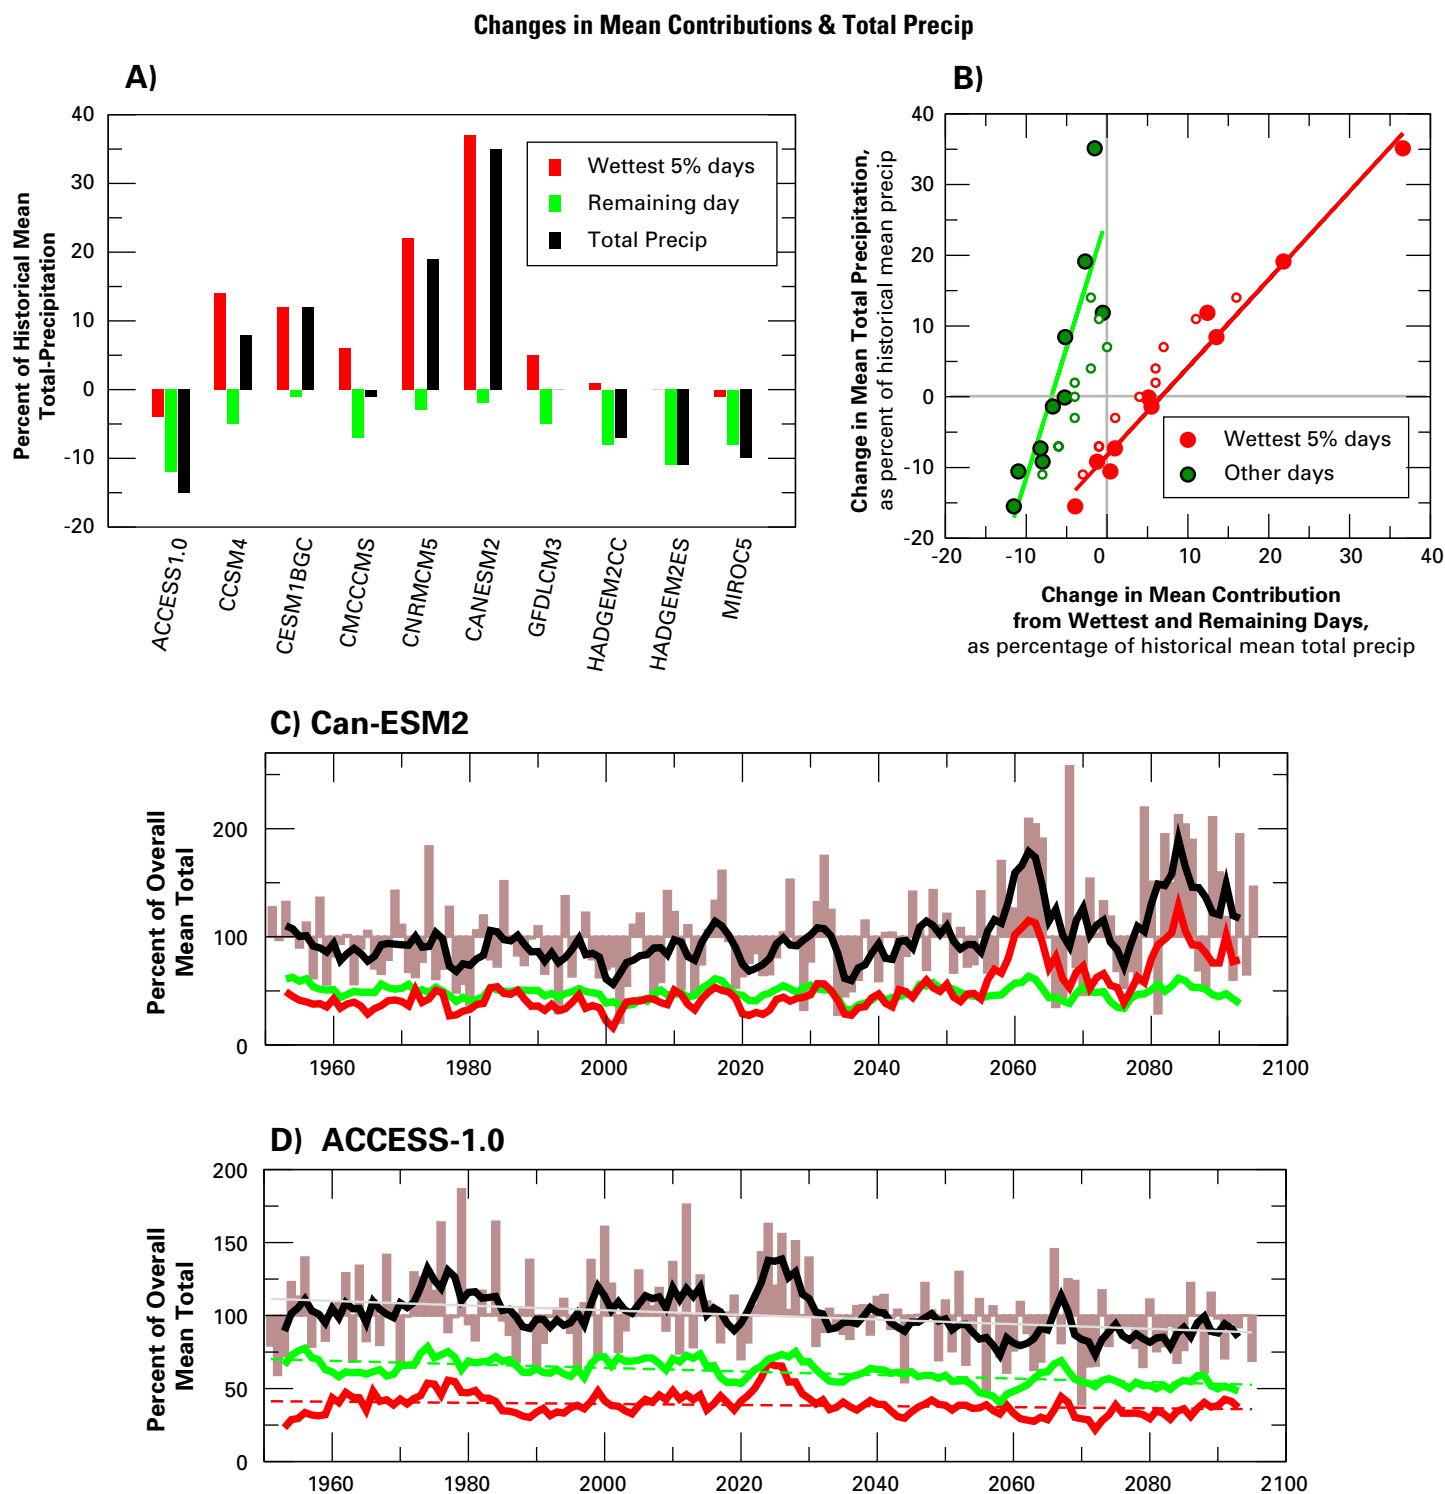 Changes in Mean Contributions & Total Precip
A)
Percent of Historical Mean
Total-Precipitation
40
30
20
10
0
-10
-20
Wettest 5% days
Remaining day
Total Precip
ACCESS1.0
CCSM4
CESM1BGC
CMCCCMS
CNRMCM5
CANESM2
GFDLCM3
HADGEM2CC
HADGEM2ES
MIROC5
B)
Change in Mean Total Precipitation,
as percent of historical mean precip
40
30
20
10
0
-10
-20
Wettest 5% days
Other days
-20
-10
0
10
20
30
40
Change in Mean Contribution
from Wettest and Remaining Days,
as percentage of historical mean total precip
C) Can-ESM2
Percent of Overall
Mean Total
200
100
0
1960
1980
2000
2020
2040
2060
2080
2100
D) ACCESS-1.0
Percent of Overall
Mean Total
200
150
100
50
0
1960
1980
2000
2020
2040
2060
2080
2100